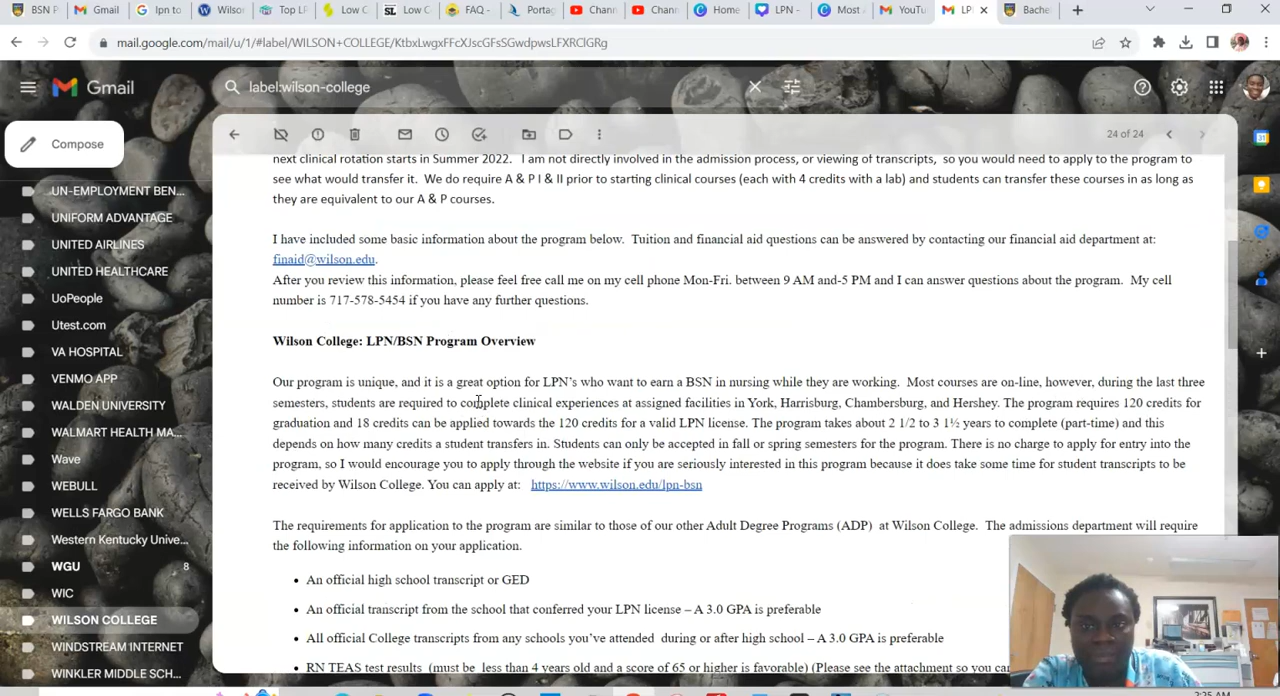 BSN P
Gmail
lpn to
Wilso
Top LF
Low C
Low C
FAQ -
Portag
Chann
Chann
Home
LPN -
Most
YouTu
LP
Bache
mail.google.com/mail/u/1/#label/WILSON+COLLEGE/KtbxLwgxFfcXJscGFsSGwdpwsLFXRClGRg
Gmail
label:wilson-college
Compose
24 of 24
UN-EMPLOYMENT BEN...
UNIFORM ADVANTAGE
UNITED AIRLINES
UNITED HEALTHCARE
UoPeople
Utest.com
VA HOSPITAL
VENMO APP
WALDEN UNIVERSITY
WALMART HEALTH MA...
Wave
WEBULL
WELLS FARGO BANK
Western Kentucky Unive...
WGU 8
WIC
WILSON COLLEGE
WINDSTREAM INTERNET
WINKLER MIDDLE SCH...
next clinical rotation starts in Summer 2022. I am not directly involved in the admission process, or viewing of transcripts, so you would need to apply to the program to
see what would transfer it. We do require A & P I & II prior to starting clinical courses (each with 4 credits with a lab) and students can transfer these courses in as long as
they are equivalent to our A & P courses.
I have included some basic information about the program below. Tuition and financial aid questions can be answered by contacting our financial aid department at:
finaid@wilson.edu.
After you review this information, please feel free call me on my cell phone Mon-Fri. between 9 AM and-5 PM and I can answer questions about the program. My cell
number is 717-578-5454 if you have any further questions.
Wilson College: LPN/BSN Program Overview
Our program is unique, and it is a great option for LPN's who want to earn a BSN in nursing while they are working. Most courses are on-line, however, during the last three
semesters, students are required to complete clinical experiences at assigned facilities in York, Harrisburg, Chambersburg, and Hershey. The program requires 120 credits for
graduation and 18 credits can be applied towards the 120 credits for a valid LPN license. The program takes about 2 1/2 to 3 1½ years to complete (part-time) and this
depends on how many credits a student transfers in. Students can only be accepted in fall or spring semesters for the program. There is no charge to apply for entry into the
program, so I would encourage you to apply through the website if you are seriously interested in this program because it does take some time for student transcripts to be
received by Wilson College. You can apply at: https://www.wilson.edu/lpn-bsn
The requirements for application to the program are similar to those of our other Adult Degree Programs (ADP) at Wilson College. The admissions department will require
the following information on your application.
• An official high school transcript or GED
• An official transcript from the school that conferred your LPN license – A 3.0 GPA is preferable
• All official College transcripts from any schools you've attended during or after high school – A 3.0 GPA is preferable
• RN TEAS test results (must be less than 4 years old and a score of 65 or higher is favorable) (Please see the attachment so you can
2:25 AM